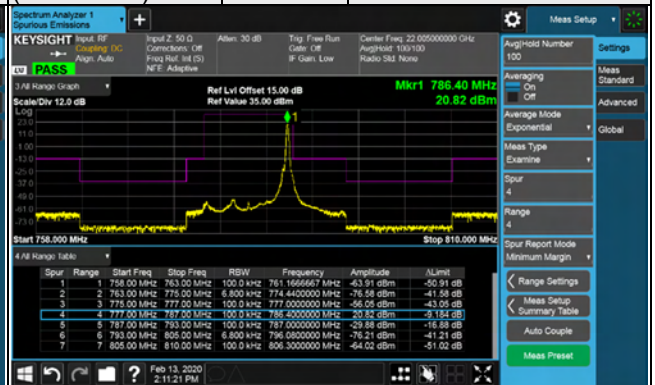 Spectrum Analyzer 1
Spurious Emissions
+
Meas Setup
KEYSIGHT Input: RF
Coupling: DC
Align: Auto
Input Z: 50 Ω
Corrections: Off
Freq Ref: Int (S)
NFE: Adaptive
Atten: 30 dB
Trig: Free Run
Gate: Off
IF Gain: Low
Center Freq: 22.005000000 GHz
Avg|Hold: 100/100
Radio Std: None
PASS
3 All Range Graph
Scale/Div 12.0 dB
Ref Lvl Offset 15.00 dB
Ref Value 35.00 dBm
Mkr1 786.40 MHz
20.82 dBm
Log
23.0
11.0
1.00
-13.0
-25.0
-37.0
-49.0
-61.0
-73.0
1
Start 758.000 MHz
Stop 810.000 MHz
4 All Range Table
Spur Range Start Freq Stop Freq RBW Frequency Amplitude ΔLimit
1 1 758.00 MHz 763.00 MHz 100.0 kHz 761.1666667 MHz -63.91 dBm -50.91 dB
2 2 763.00 MHz 775.00 MHz 6.800 kHz 774.4400000 MHz -76.58 dBm -41.58 dB
3 3 775.00 MHz 777.00 MHz 100.0 kHz 777.0000000 MHz -56.05 dBm -43.05 dB
4 4 777.00 MHz 787.00 MHz 100.0 kHz 786.4000000 MHz 20.82 dBm -9.184 dB
5 5 787.00 MHz 793.00 MHz 100.0 kHz 787.0000000 MHz -29.88 dBm -16.88 dB
6 6 793.00 MHz 805.00 MHz 6.800 kHz 796.0800000 MHz -76.21 dBm -41.21 dB
7 7 805.00 MHz 810.00 MHz 100.0 kHz 806.3000000 MHz -64.02 dBm -51.02 dB
Avg|Hold Number
100
Averaging
On
Off
Average Mode
Exponential
Meas Type
Examine
Spur
4
Range
4
Spur Report Mode
Minimum Margin
Range Settings
Meas Setup
Summary Table
Auto Couple
Meas Preset
Settings
Meas
Standard
Advanced
Global
?
Feb 13, 2020
2:11:21 PM